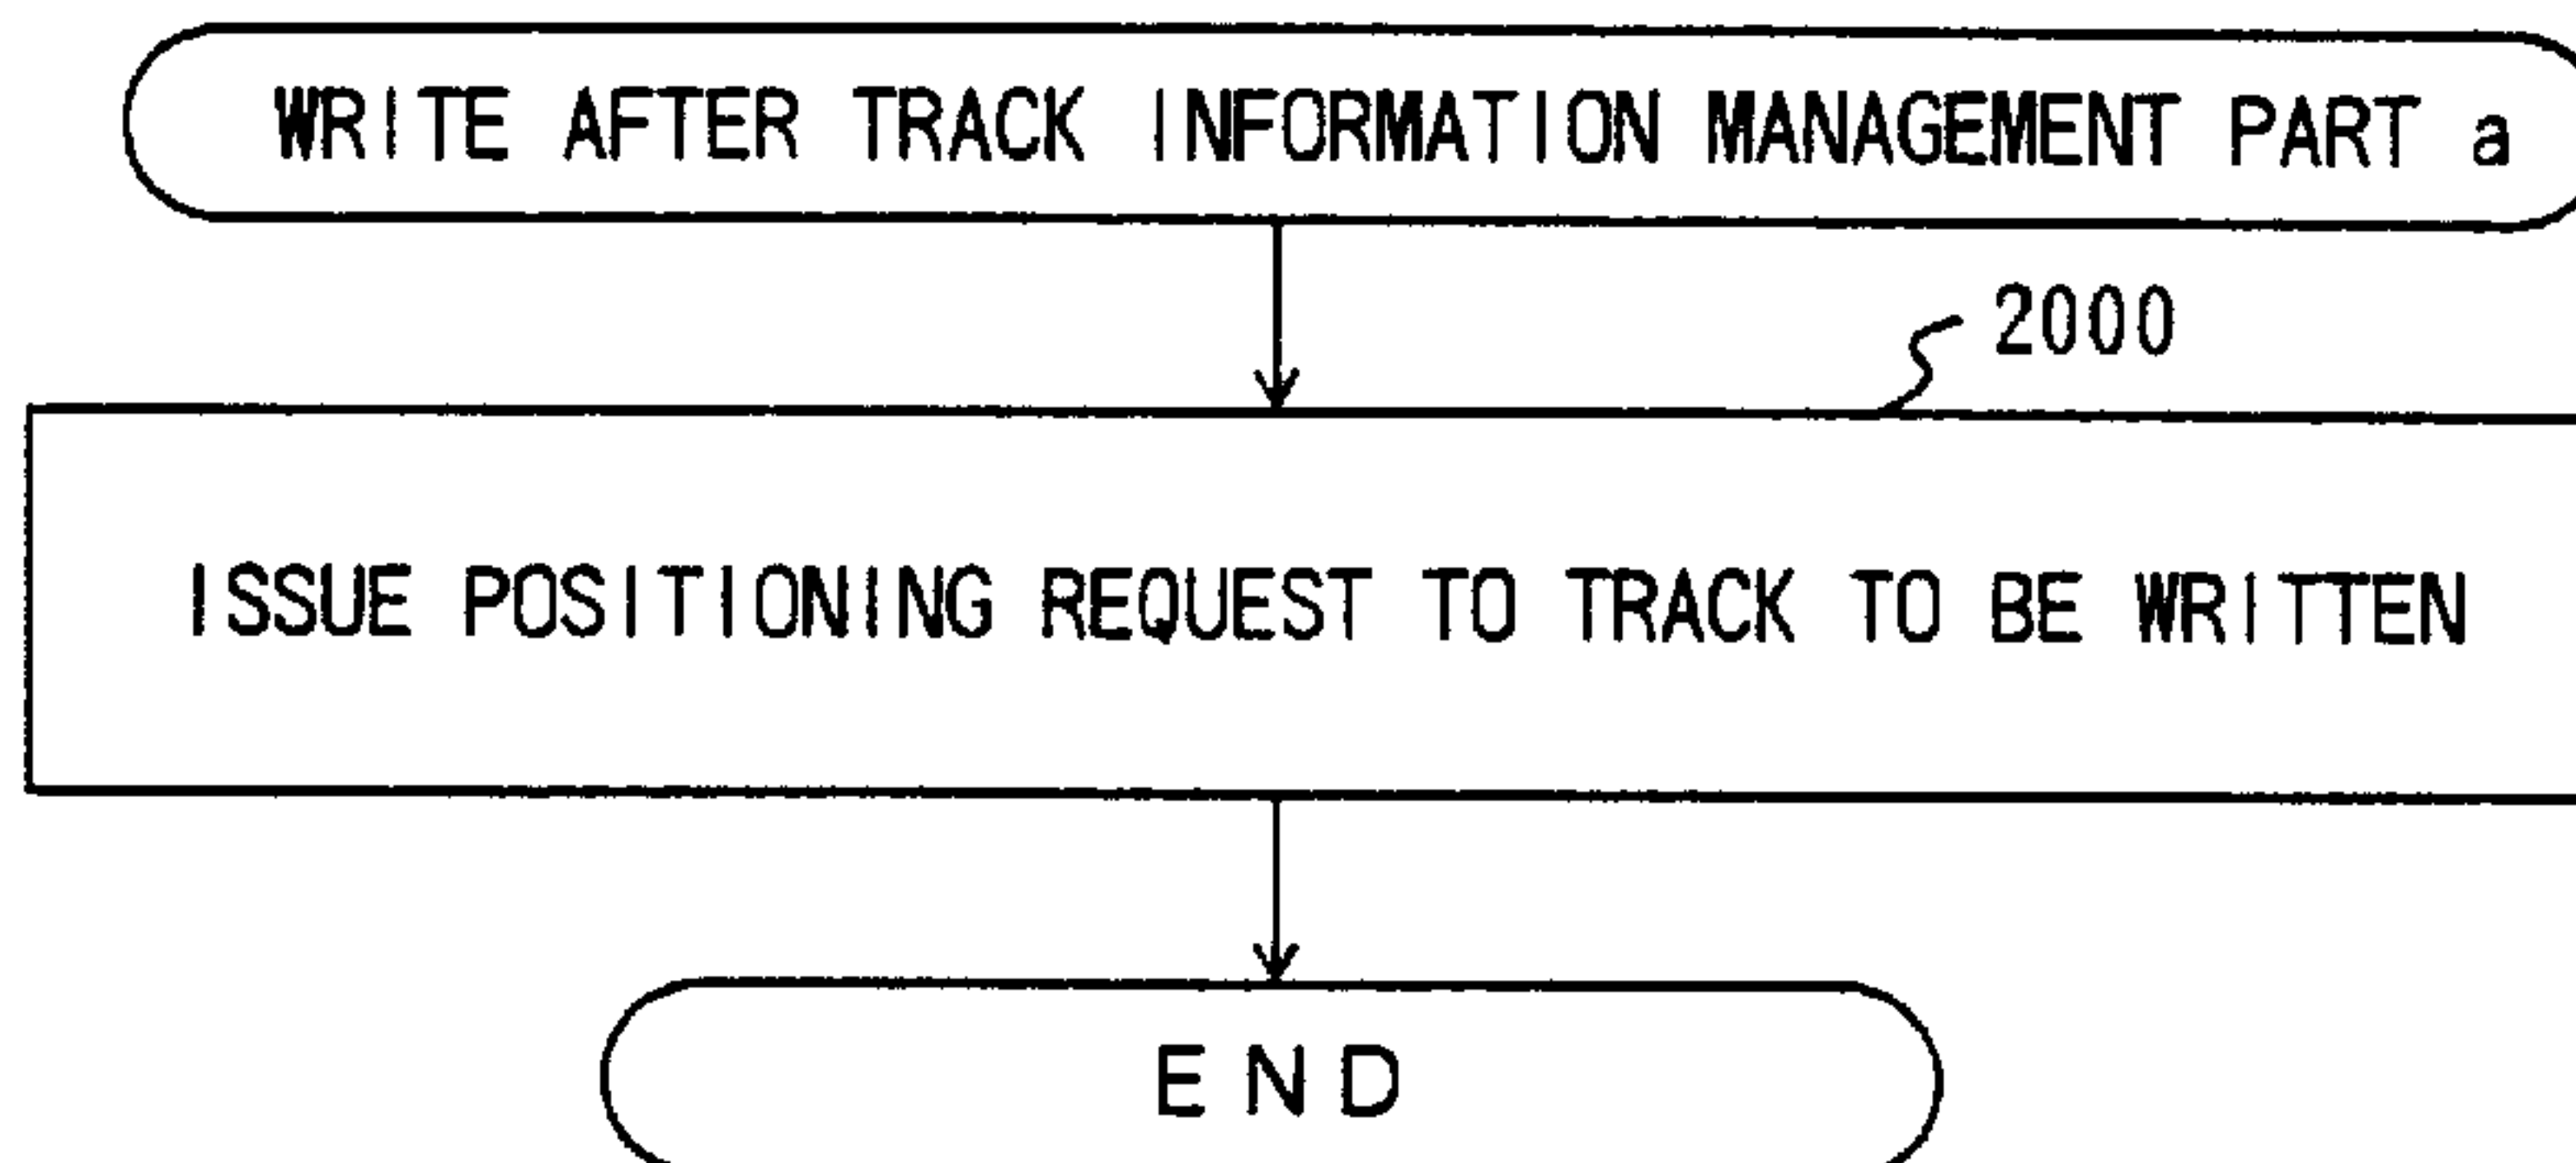 WRITE AFTER TRACK INFORMATION MANAGEMENT PART a
2000
ISSUE POSITIONING REQUEST TO TRACK TO BE WRITTEN
END